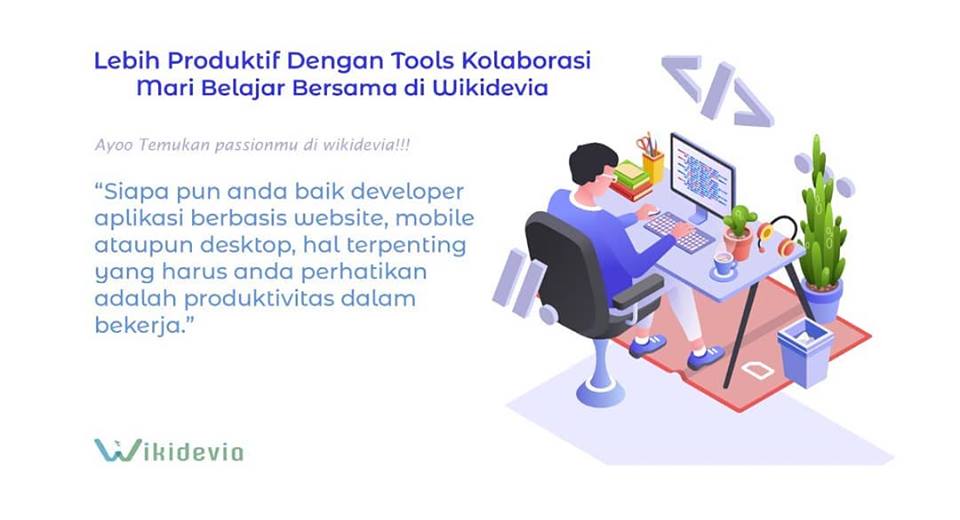 Lebih Produktif Dengan Tools Kolaborasi
Mari Belajar Bersama di Wikidevia
Ayoo Temukan passionmu di wikidevia!!!
“Siapa pun anda baik developer
aplikasi berbasis website, mobile
ataupun desktop, hal terpenting
yang harus anda perhatikan
adalah produktivitas dalam
bekerja.”
Wikidevia